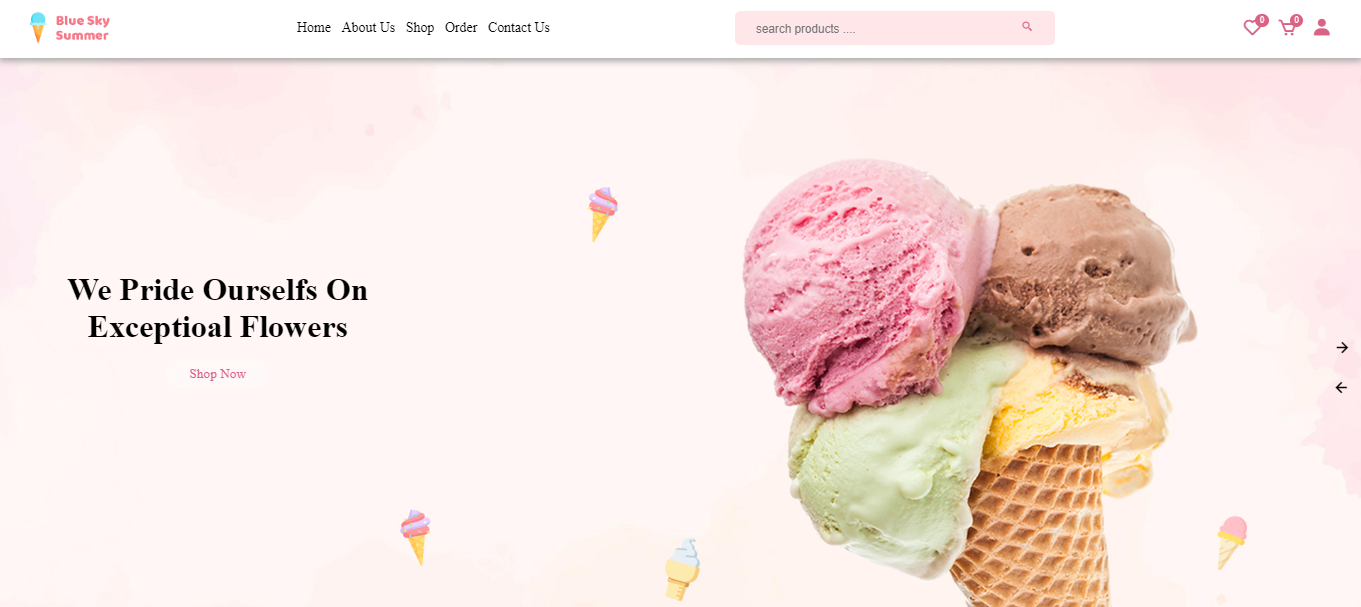 Blue Sky
Summer
Home About Us Shop Order Contact Us
search products ....
0
0
We Pride Ourselfs On
Exceptioal Flowers
Shop Now